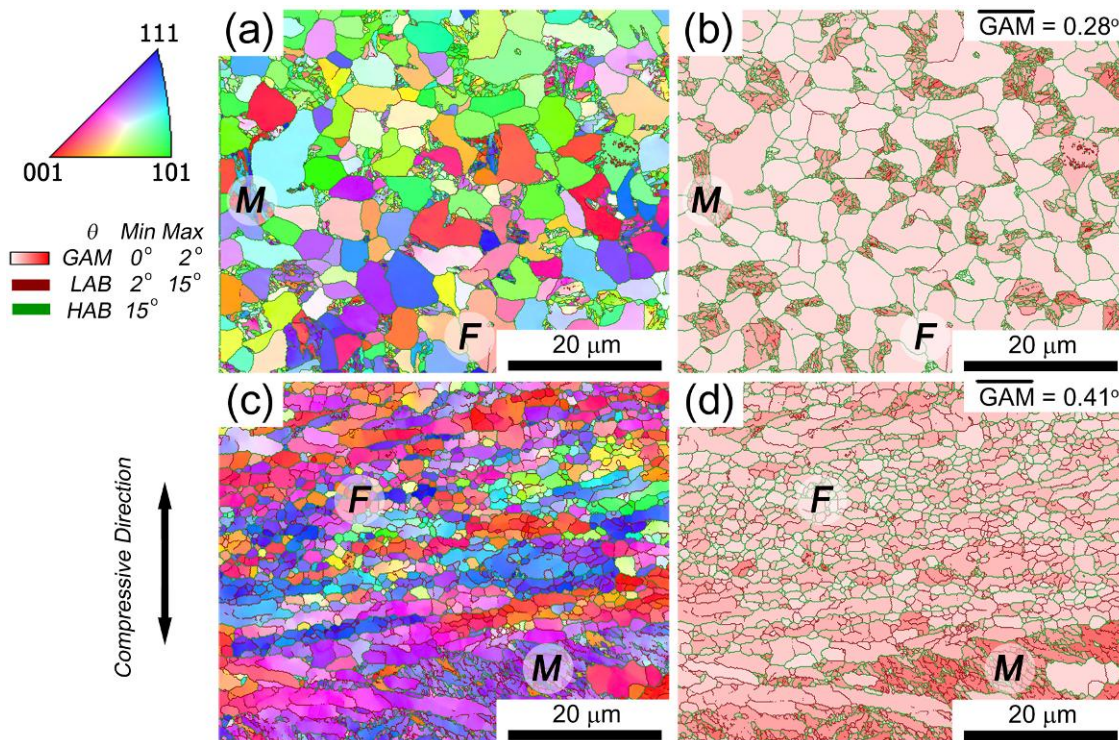 111
001
101
θ Min Max
GAM 0° 2°
LAB 2° 15°
HAB 15°
Compressive Direction
(a)
M
F
20 µm
(b)
GAM = 0.28°
M
F
20 µm
(c)
F
M
20 µm
(d)
GAM = 0.41°
F
M
20 µm